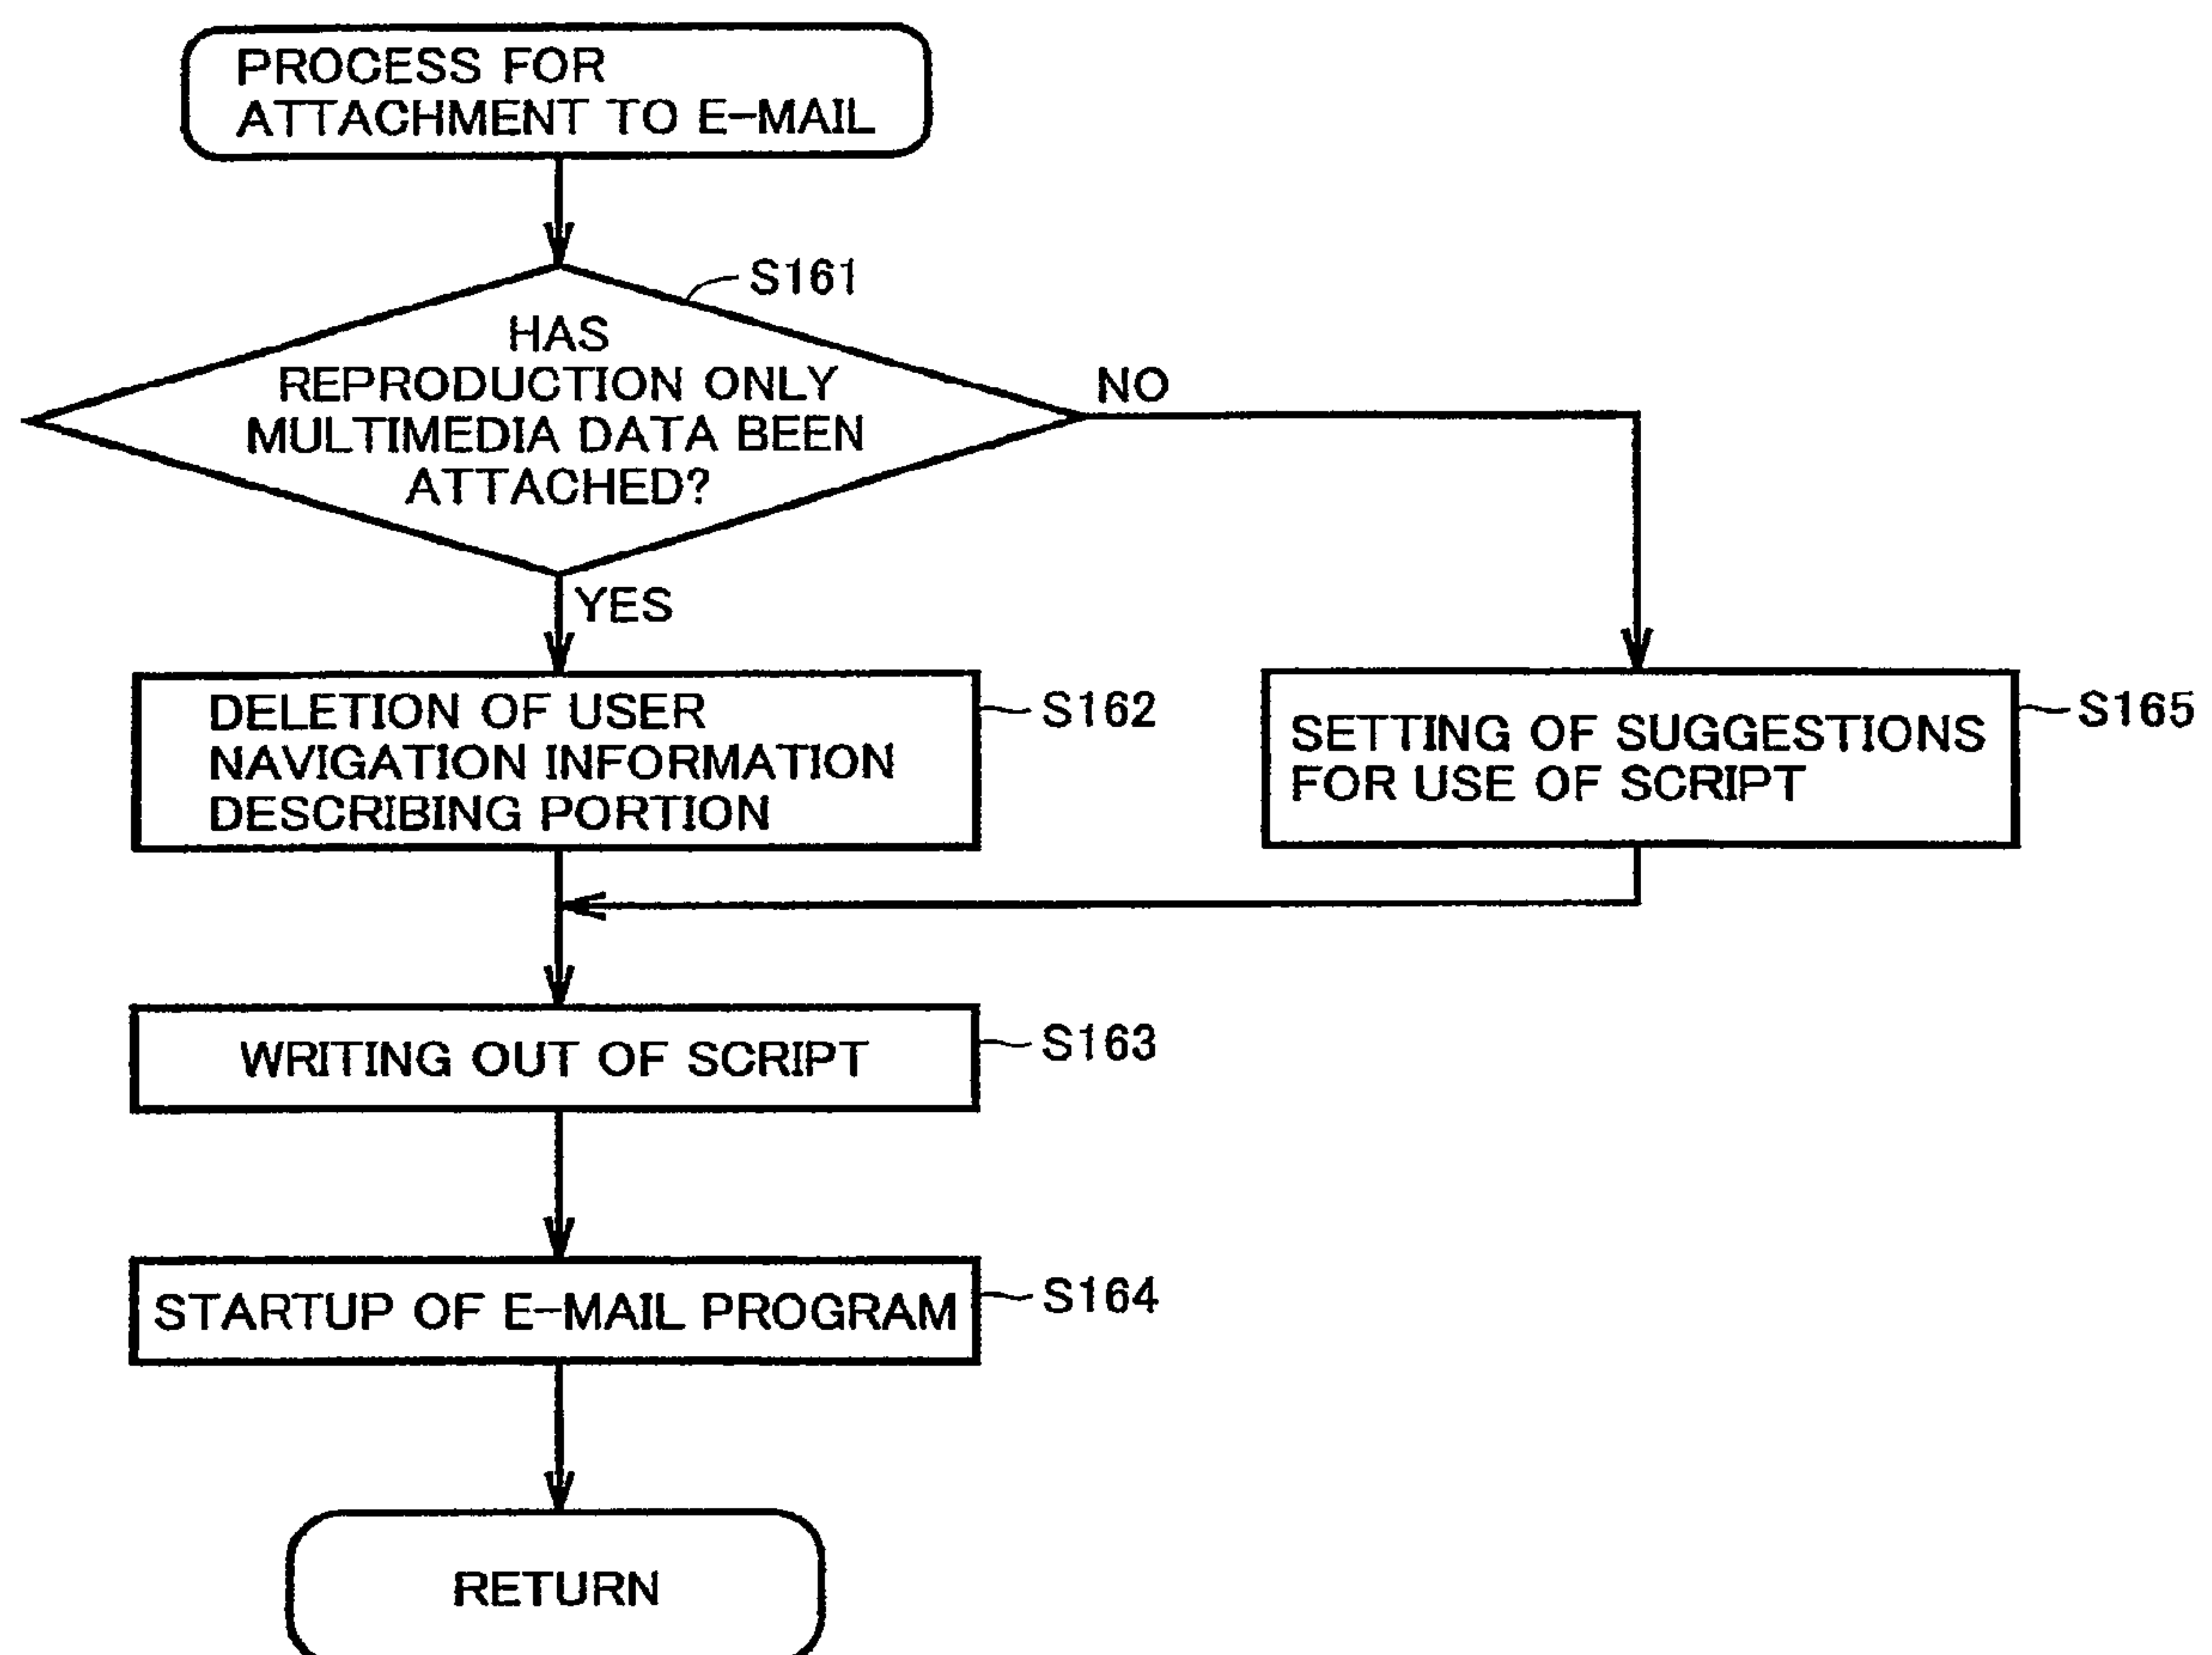 PROCESS FOR
ATTACHMENT TO E-MAIL
S161
HAS
REPRODUCTION ONLY
MULTIMEDIA DATA BEEN
ATTACHED?
NO
YES
DELETION OF USER
NAVIGATION INFORMATION
DESCRIBING PORTION
S162
SETTING OF SUGGESTIONS
FOR USE OF SCRIPT
S165
WRITING OUT OF SCRIPT
S163
STARTUP OF E-MAIL PROGRAM
S164
RETURN